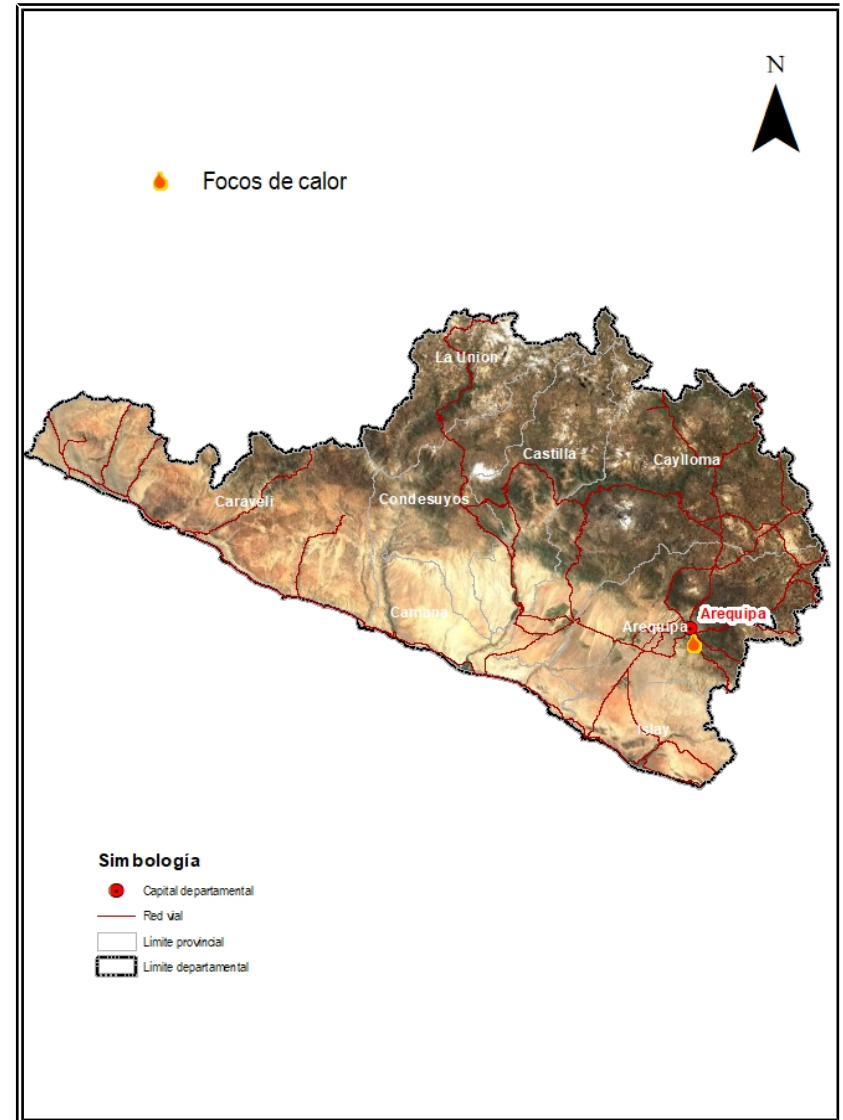 N
Focos de calor
La Union
Castilla
Caylloma
Caraveli
Condesuyos
Camana
Arequipa
Arequipa
Islay
Simbología
Capital departamental
Red vial
Límite provincial
Límite departamental